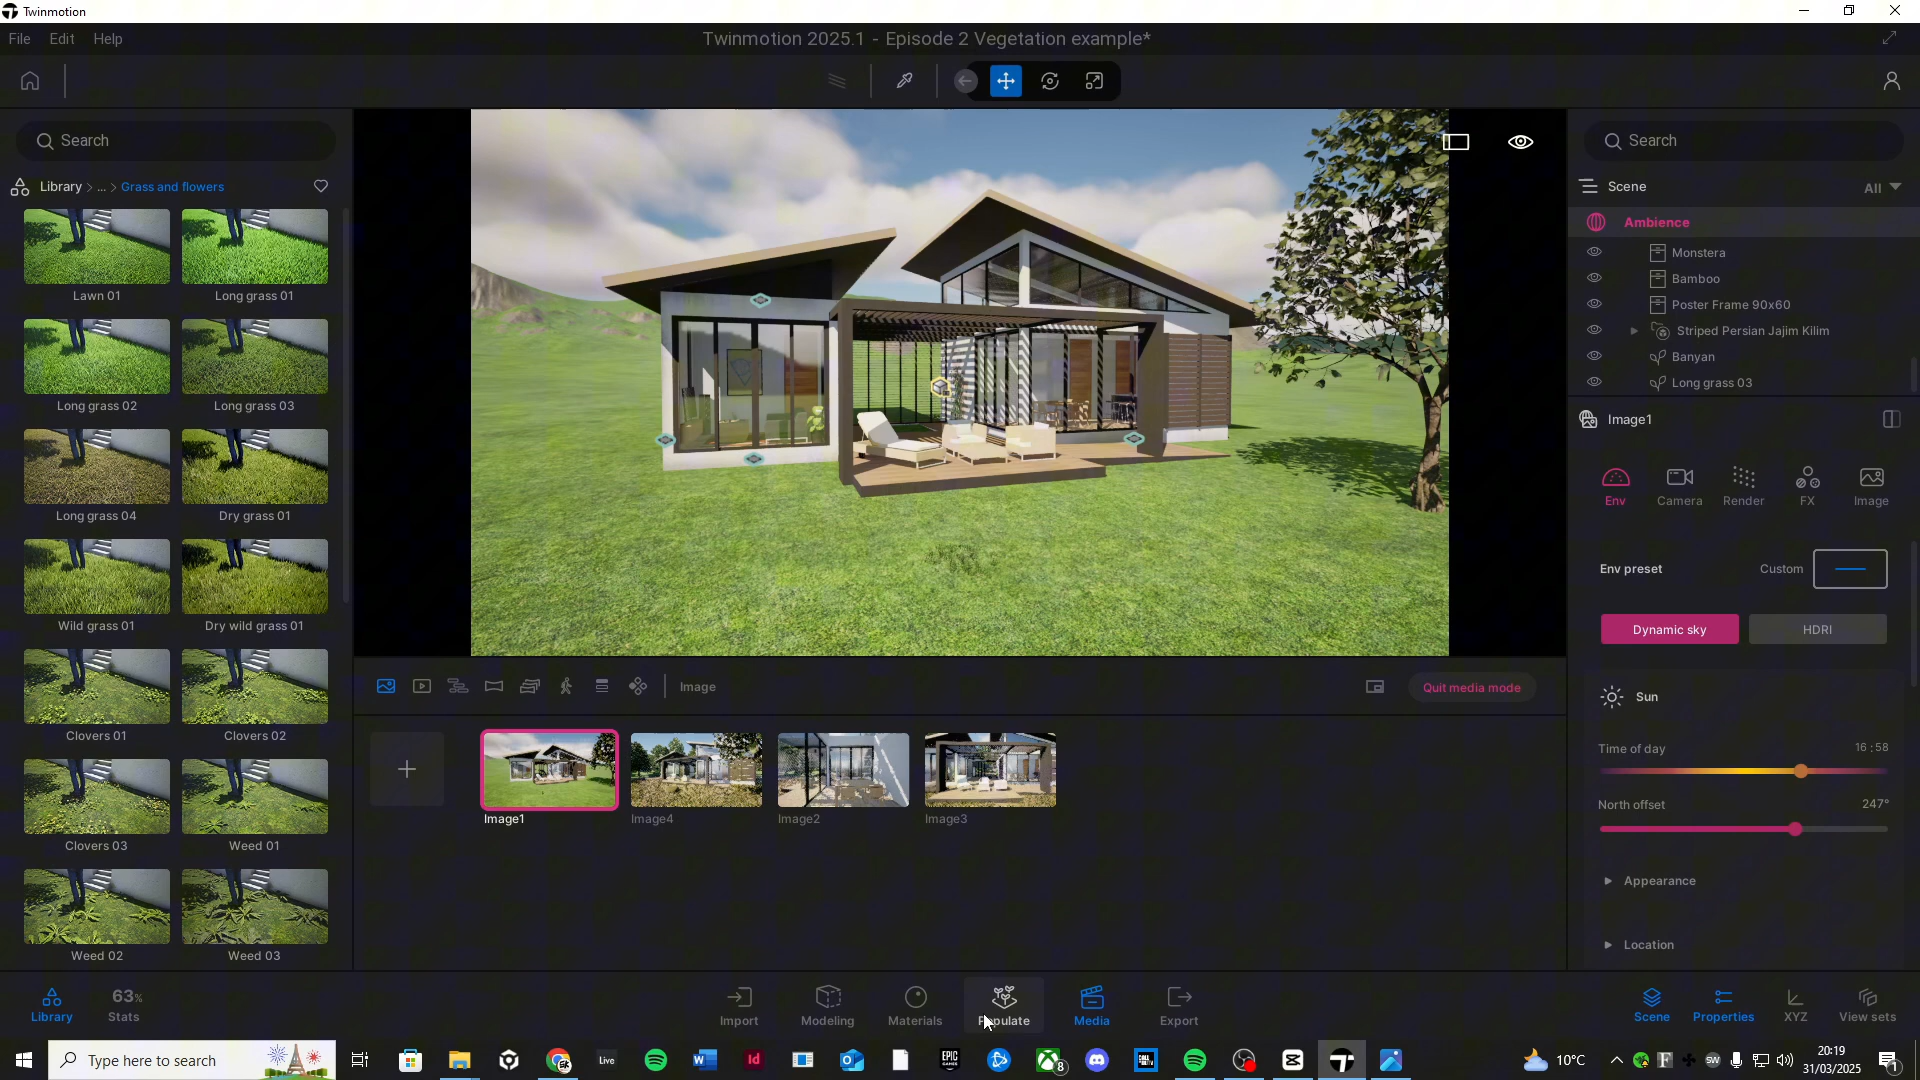 Twinmotion
File Edit Help
Twinmotion 2025.1 - Episode 2 Vegetation example*
Search
Library > ... > Grass and flowers
Lawn 01
Long grass 01
Long grass 02
Long grass 03
Long grass 04
Dry grass 01
Wild grass 01
Dry wild grass 01
Clovers 01
Clovers 02
Clovers 03
Weed 01
Weed 02
Weed 03
Image
Quit media mode
Image1
Image4
Image2
Image3
Search
Scene
All
Ambience
Monstera
Bamboo
Poster Frame 90x60
Striped Persian Jajim Kilim
Banyan
Long grass 03
Image1
Env
Camera
Render
FX
Image
Env preset
Custom
Dynamic sky
HDRI
Sun
Time of day
16 : 58
North offset
247°
Appearance
Location
Library
63%
Stats
Import
Modeling
Materials
Populate
Media
Export
Scene
Properties
XYZ
View sets
Type here to search
Live
Id
8
10°C
SW
20:19
31/03/2025
1